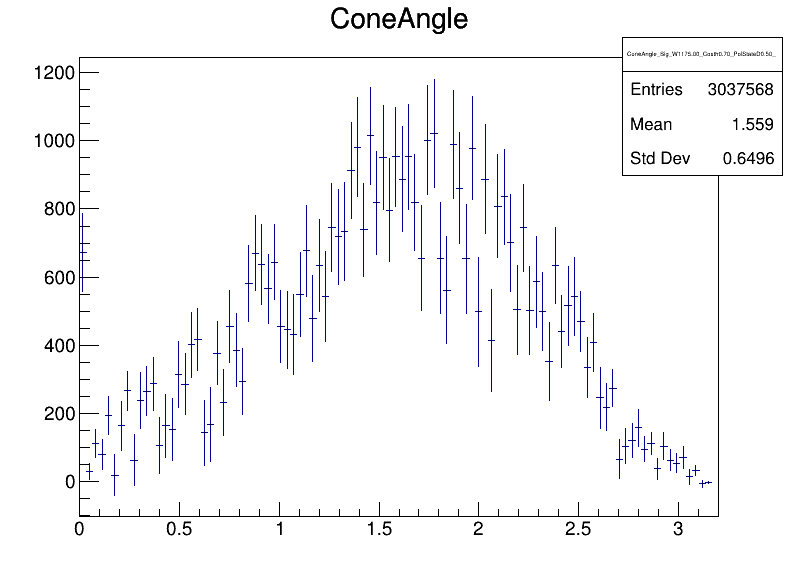 ConeAngle
ConeAngle_Sig_W1175.00_Costh0.70_PolStateD0.50_
Entries 3037568
Mean 1.559
Std Dev 0.6496
1200
1000
800
600
400
200
0
0 0.5 1 1.5 2 2.5 3